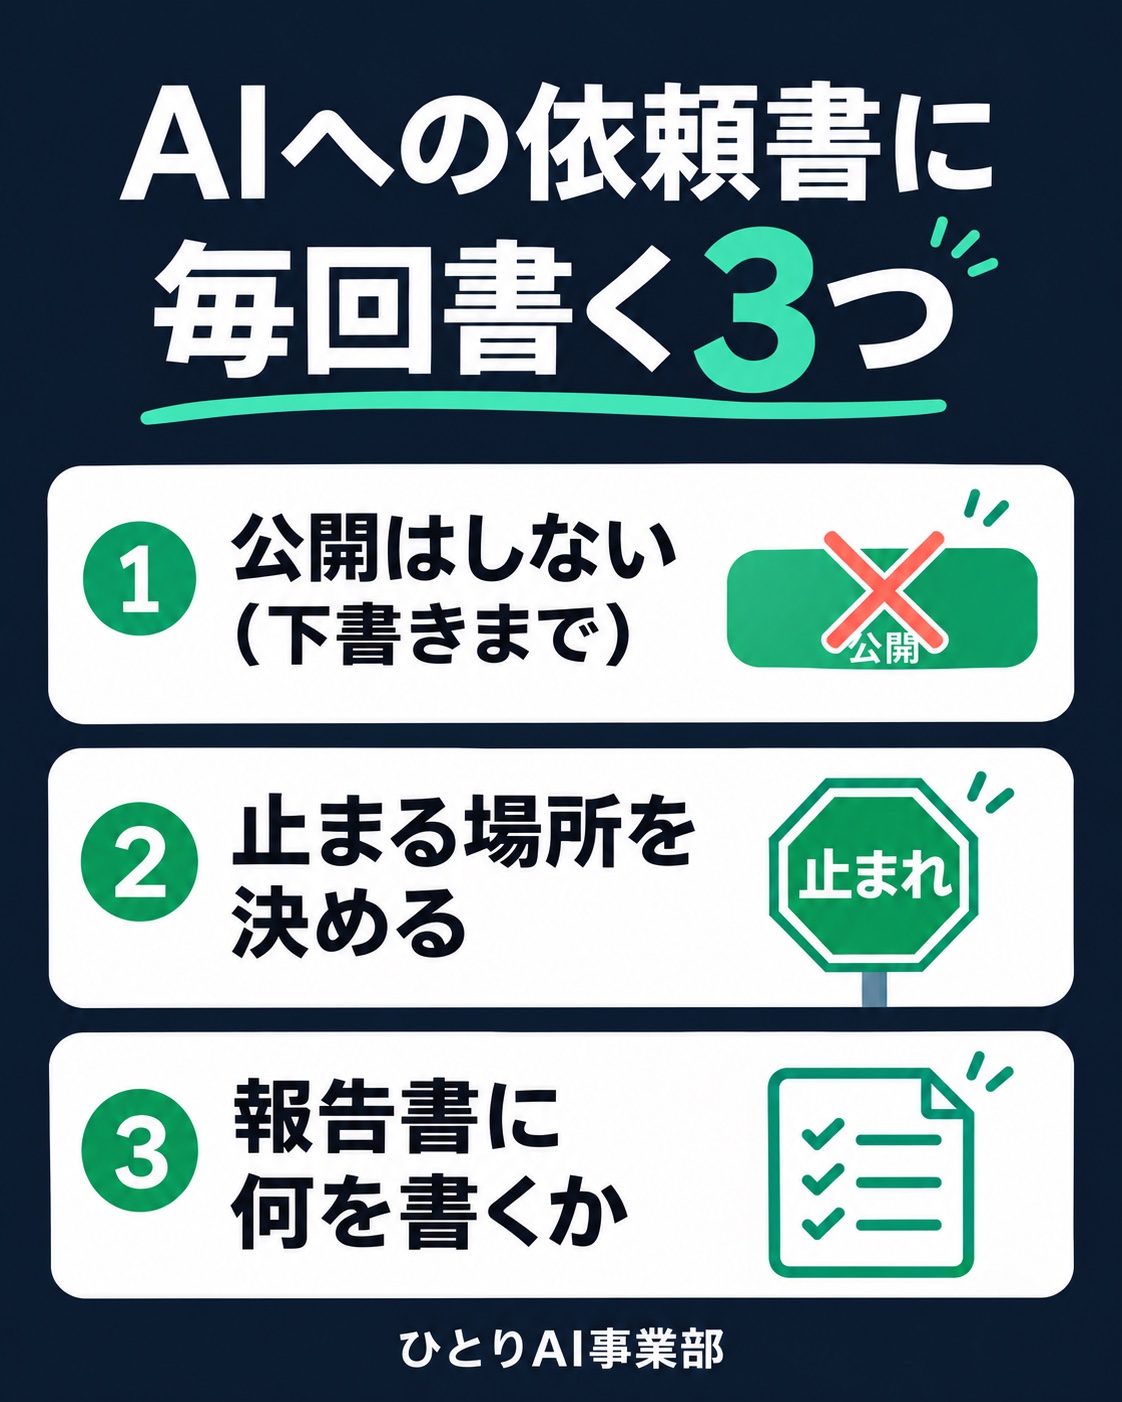 AIへの依頼書に
毎回書く3つ
1
公開はしない
(下書きまで)
公開
2
止まる場所を
決める
止まれ
3
報告書に
何を書くか
ひとりAI事業部